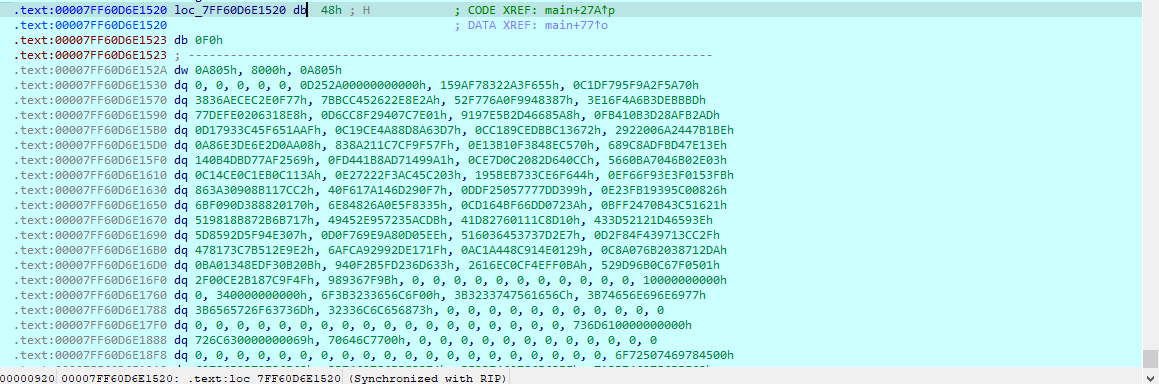 .text:00007FF60D6E1520 loc_7FF60D6E1520 db 48h ; H ; CODE XREF: main+27A↑p
.text:00007FF60D6E1520 ; DATA XREF: main+77↑o
.text:00007FF60D6E1523 db 0F0h
.text:00007FF60D6E1523 ; ---------------------------------------------------------------------------
.text:00007FF60D6E152A dw 0A805h, 8000h, 0A805h
.text:00007FF60D6E1530 dq 0, 0, 0, 0, 0, 0D252A00000000000h, 159AF78322A3F655h, 0C1DF795F9A2F5A70h
.text:00007FF60D6E1570 dq 3836AECEC2E0F77h, 7BBCC452622E8E2Ah, 52F776A0F9948387h, 3E16F4A6B3DEBBBDh
.text:00007FF60D6E1590 dq 77DEFE0206318E8h, 0D6CC8F29407C7E01h, 9197E5B2D46685A8h, 0FB410B3D28AFB2ADh
.text:00007FF60D6E15B0 dq 0D17933C45F651AAFh, 0C19CE4A88D8A63D7h, 0CC189CEDBBC13672h, 2922006A2447B1BEh
.text:00007FF60D6E15D0 dq 0A86E3DE6E2D0AA08h, 838A211C7CF9F57Fh, 0E13B10F3848EC570h, 689C8ADFBD47E13Eh
.text:00007FF60D6E15F0 dq 140B4DBD77AF2569h, 0FD441B8AD71499A1h, 0CE7D0C2082D640CCh, 5660BA7046B02E03h
.text:00007FF60D6E1610 dq 0C14CE0C1EB0C113Ah, 0E27222F3AC45C203h, 195BEB733CE6F644h, 0EF66F93E3F0153FBh
.text:00007FF60D6E1630 dq 863A30908B117CC2h, 40F617A146D290F7h, 0DDF25057777DD399h, 0E23FB19395C00826h
.text:00007FF60D6E1650 dq 6BF090D388820170h, 6E84826A0E5F8335h, 0CD164BF66DD0723Ah, 0BFF2470B43C51621h
.text:00007FF60D6E1670 dq 519818B872B6B717h, 49452E957235ACDBh, 41D82760111C8D10h, 433D52121D46593Eh
.text:00007FF60D6E1690 dq 5D8592D5F94E307h, 0D0F769E9A80D05EEh, 516036453737D2E7h, 0D2F84F439713CC2Fh
.text:00007FF60D6E16B0 dq 478173C7B512E9E2h, 6AFCA92992DE171Fh, 0AC1A448C914E0129h, 0C8A076B2038712DAh
.text:00007FF60D6E16D0 dq 0BA01348EDF30B20Bh, 940F2B5FD236D633h, 2616EC0CF4EFF0BAh, 529D96B0C67F0501h
.text:00007FF60D6E16F0 dq 2F00CE2B187C9F4Fh, 989367F9Bh, 0, 0, 0, 0, 0, 0, 0, 0, 0, 0, 10000000000h
.text:00007FF60D6E1760 dq 0, 340000000000h, 6F3B3233656C6F00h, 3B3233747561656Ch, 3B74656E696E6977h
.text:00007FF60D6E1788 dq 3B6565726F63736Dh, 32336C6C656873h, 0, 0, 0, 0, 0, 0, 0, 0, 0, 0
.text:00007FF60D6E17F0 dq 0, 0, 0, 0, 0, 0, 0, 0, 0, 0, 0, 0, 0, 0, 0, 0, 0, 0, 736D610000000000h
.text:00007FF60D6E1888 dq 726C630000000069h, 70646C7700h, 0, 0, 0, 0, 0, 0, 0, 0, 0, 0, 0
.text:00007FF60D6E18F8 dq 0, 0, 0, 0, 0, 0, 0, 0, 0, 0, 0, 0, 0, 0, 0, 0, 0, 0, 0, 6F72507469784500h
00000920 00007FF60D6E1520: .text:loc_7FF60D6E1520 (Synchronized with RIP)